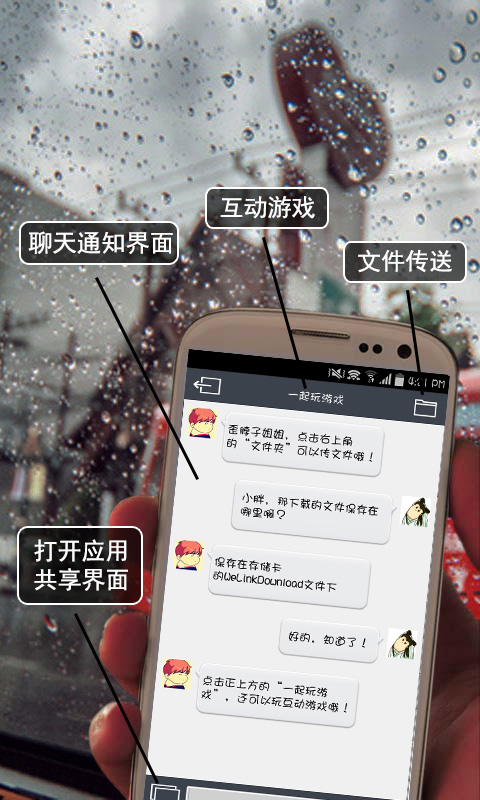 互动游戏
聊天通知界面
文件传送
4:21 PM
一起玩游戏
歪脖子姐姐，点击右上角
的“文件夹”可以传文件哦！
小胖，那下载的文件保存在
哪里啊？
保存在存储卡
的WeLinkDownload文件下
打开应用
共享界面
好的，知道了！
点击正上方的“一起玩游
戏”，还可以玩互动游戏哦！